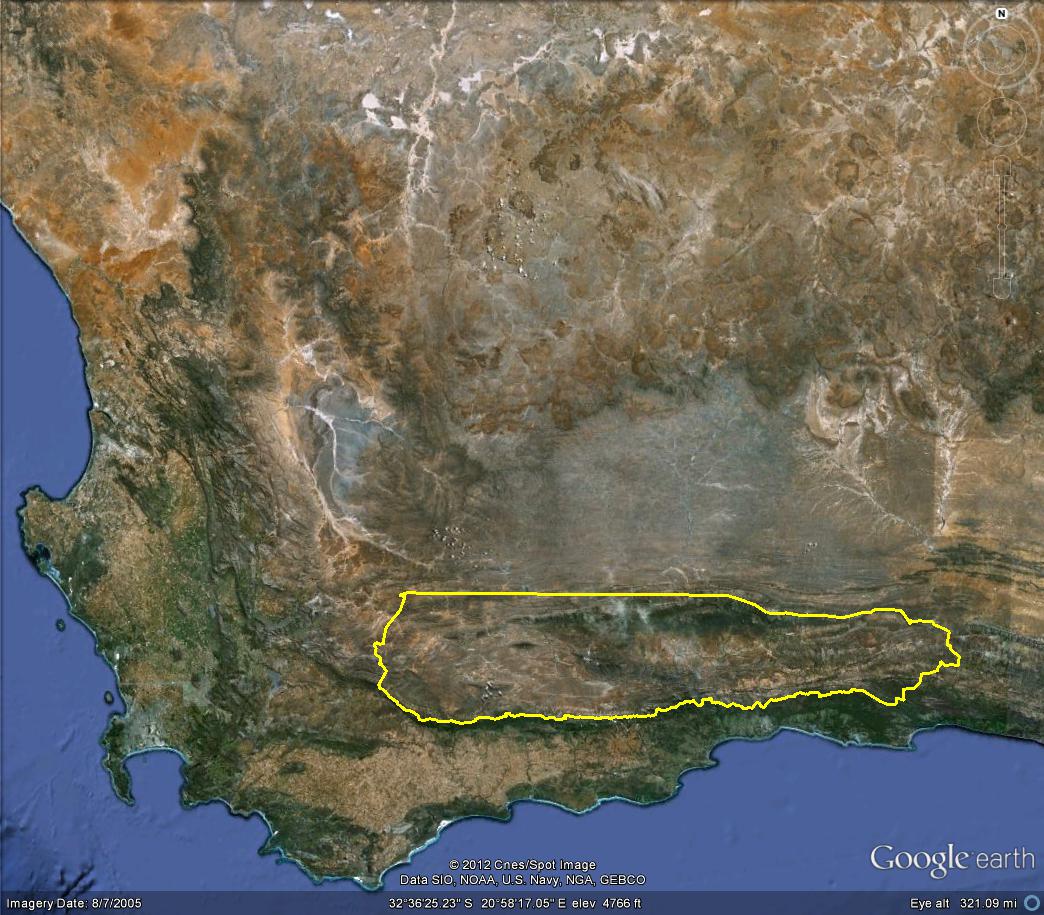 N
© 2012 Cnes/Spot Image
Data SIO, NOAA, U.S. Navy, NGA, GEBCO
Google earth
Imagery Date: 8/7/2005 32°36'25.23" S 20°58'17.05" E elev 4766 ft Eye alt 321.09 mi